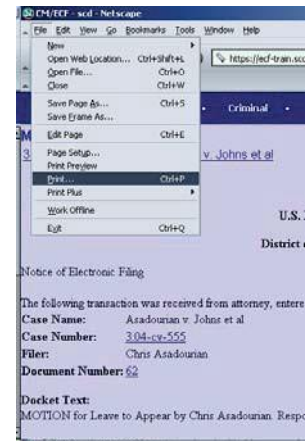 CM/ECF - scd - Netscape
File Edit View Go Bookmarks Tools Window Help
New
Open Web Location... Ctrl+Shift+L
Open File... Ctrl+O
Close Ctrl+W
https://ecf-train.sc
Save Page As... Ctrl+S
Save Frame As...
Criminal •
Edit Page Ctrl+E
Page Setup...
Print Preview
v. Johns et al
Print... Ctrl+P
Print Plus
Work Offline
U.S.
Exit Ctrl+Q
District
Notice of Electronic Filing
The following transaction was received from attorney, entere
Case Name: Asadourian v. Johns et al
Case Number: 3:04-cv-555
Filer: Chris Asadourian
Document Number: 62
Docket Text:
MOTION for Leave to Appear by Chris Asadourian. Respo